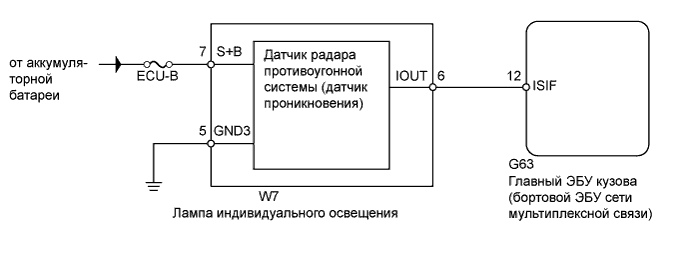 от аккумуля-
торной
батареи
ECU-B
7 S+B
Датчик радара
противоугонной
системы (датчик
проникновения)
IOUT 6
5 GND3
W7
Лампа индивидуального освещения
12 ISIF
G63
Главный ЭБУ кузова
(бортовой ЭБУ сети
мультиплексной связи)